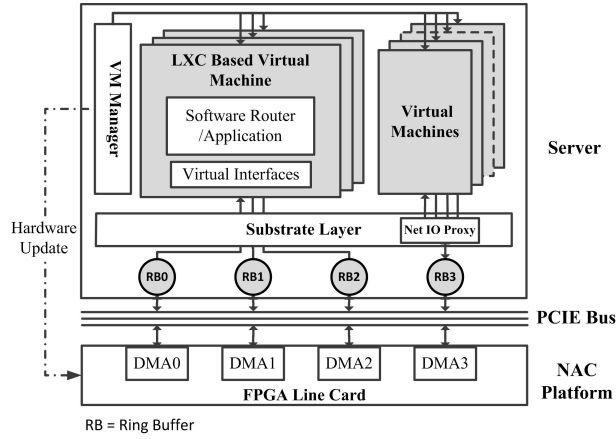 VM Manager
LXC Based Virtual
Machine
Software Router
/Application
Virtual Interfaces
Virtual
Machines
Server
Hardware
Update
Substrate Layer
Net IO Proxy
RB0
RB1
RB2
RB3
PCIE Bus
DMA0
DMA1
DMA2
DMA3
FPGA Line Card
NAC
Platform
RB = Ring Buffer